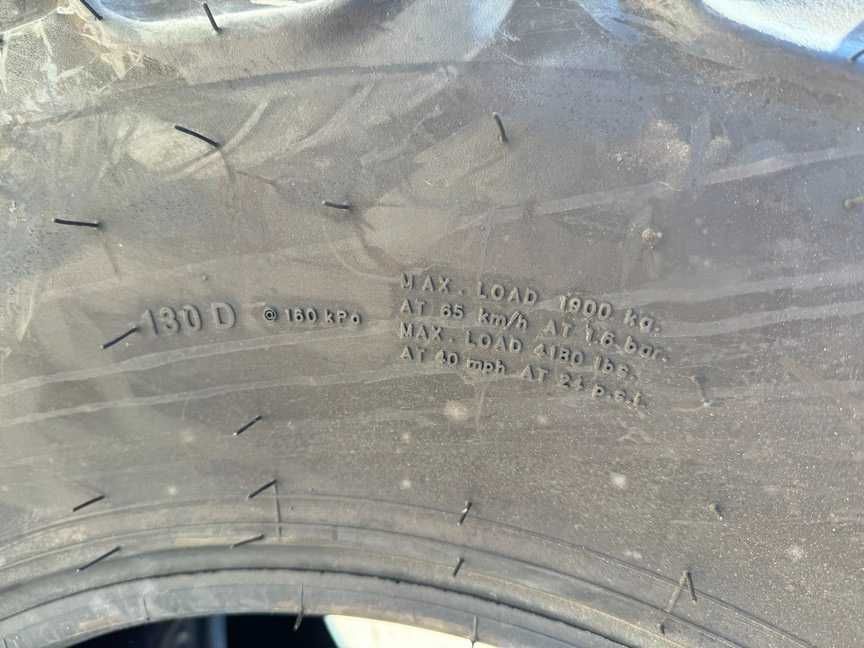 130 D @ 160 kPa
MAX. LOAD 1900 kg.
AT 65 km/h AT 1.6 bar.
MAX. LOAD 4180 lbs.
AT 40 mph AT 24 p.s.i.